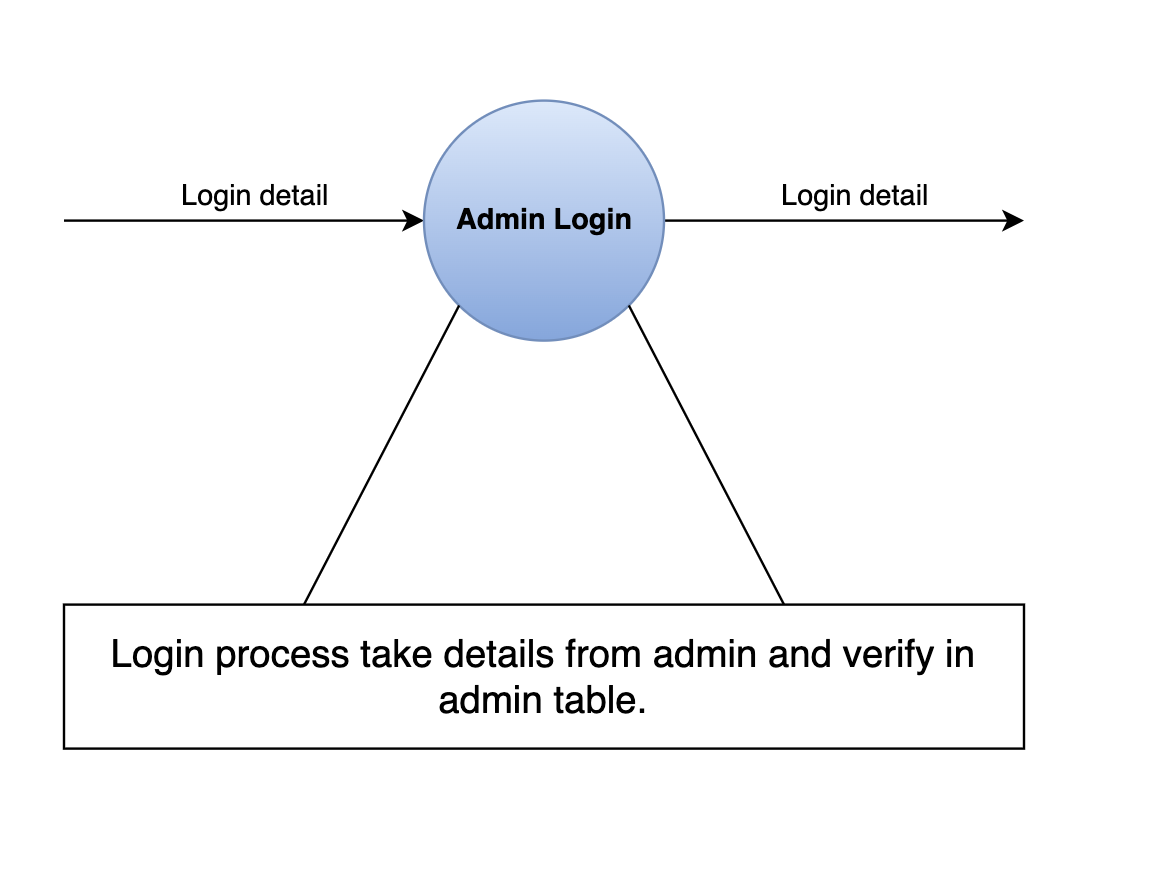 Login detail
Admin Login
Login detail
Login process take details from admin and verify in
admin table.